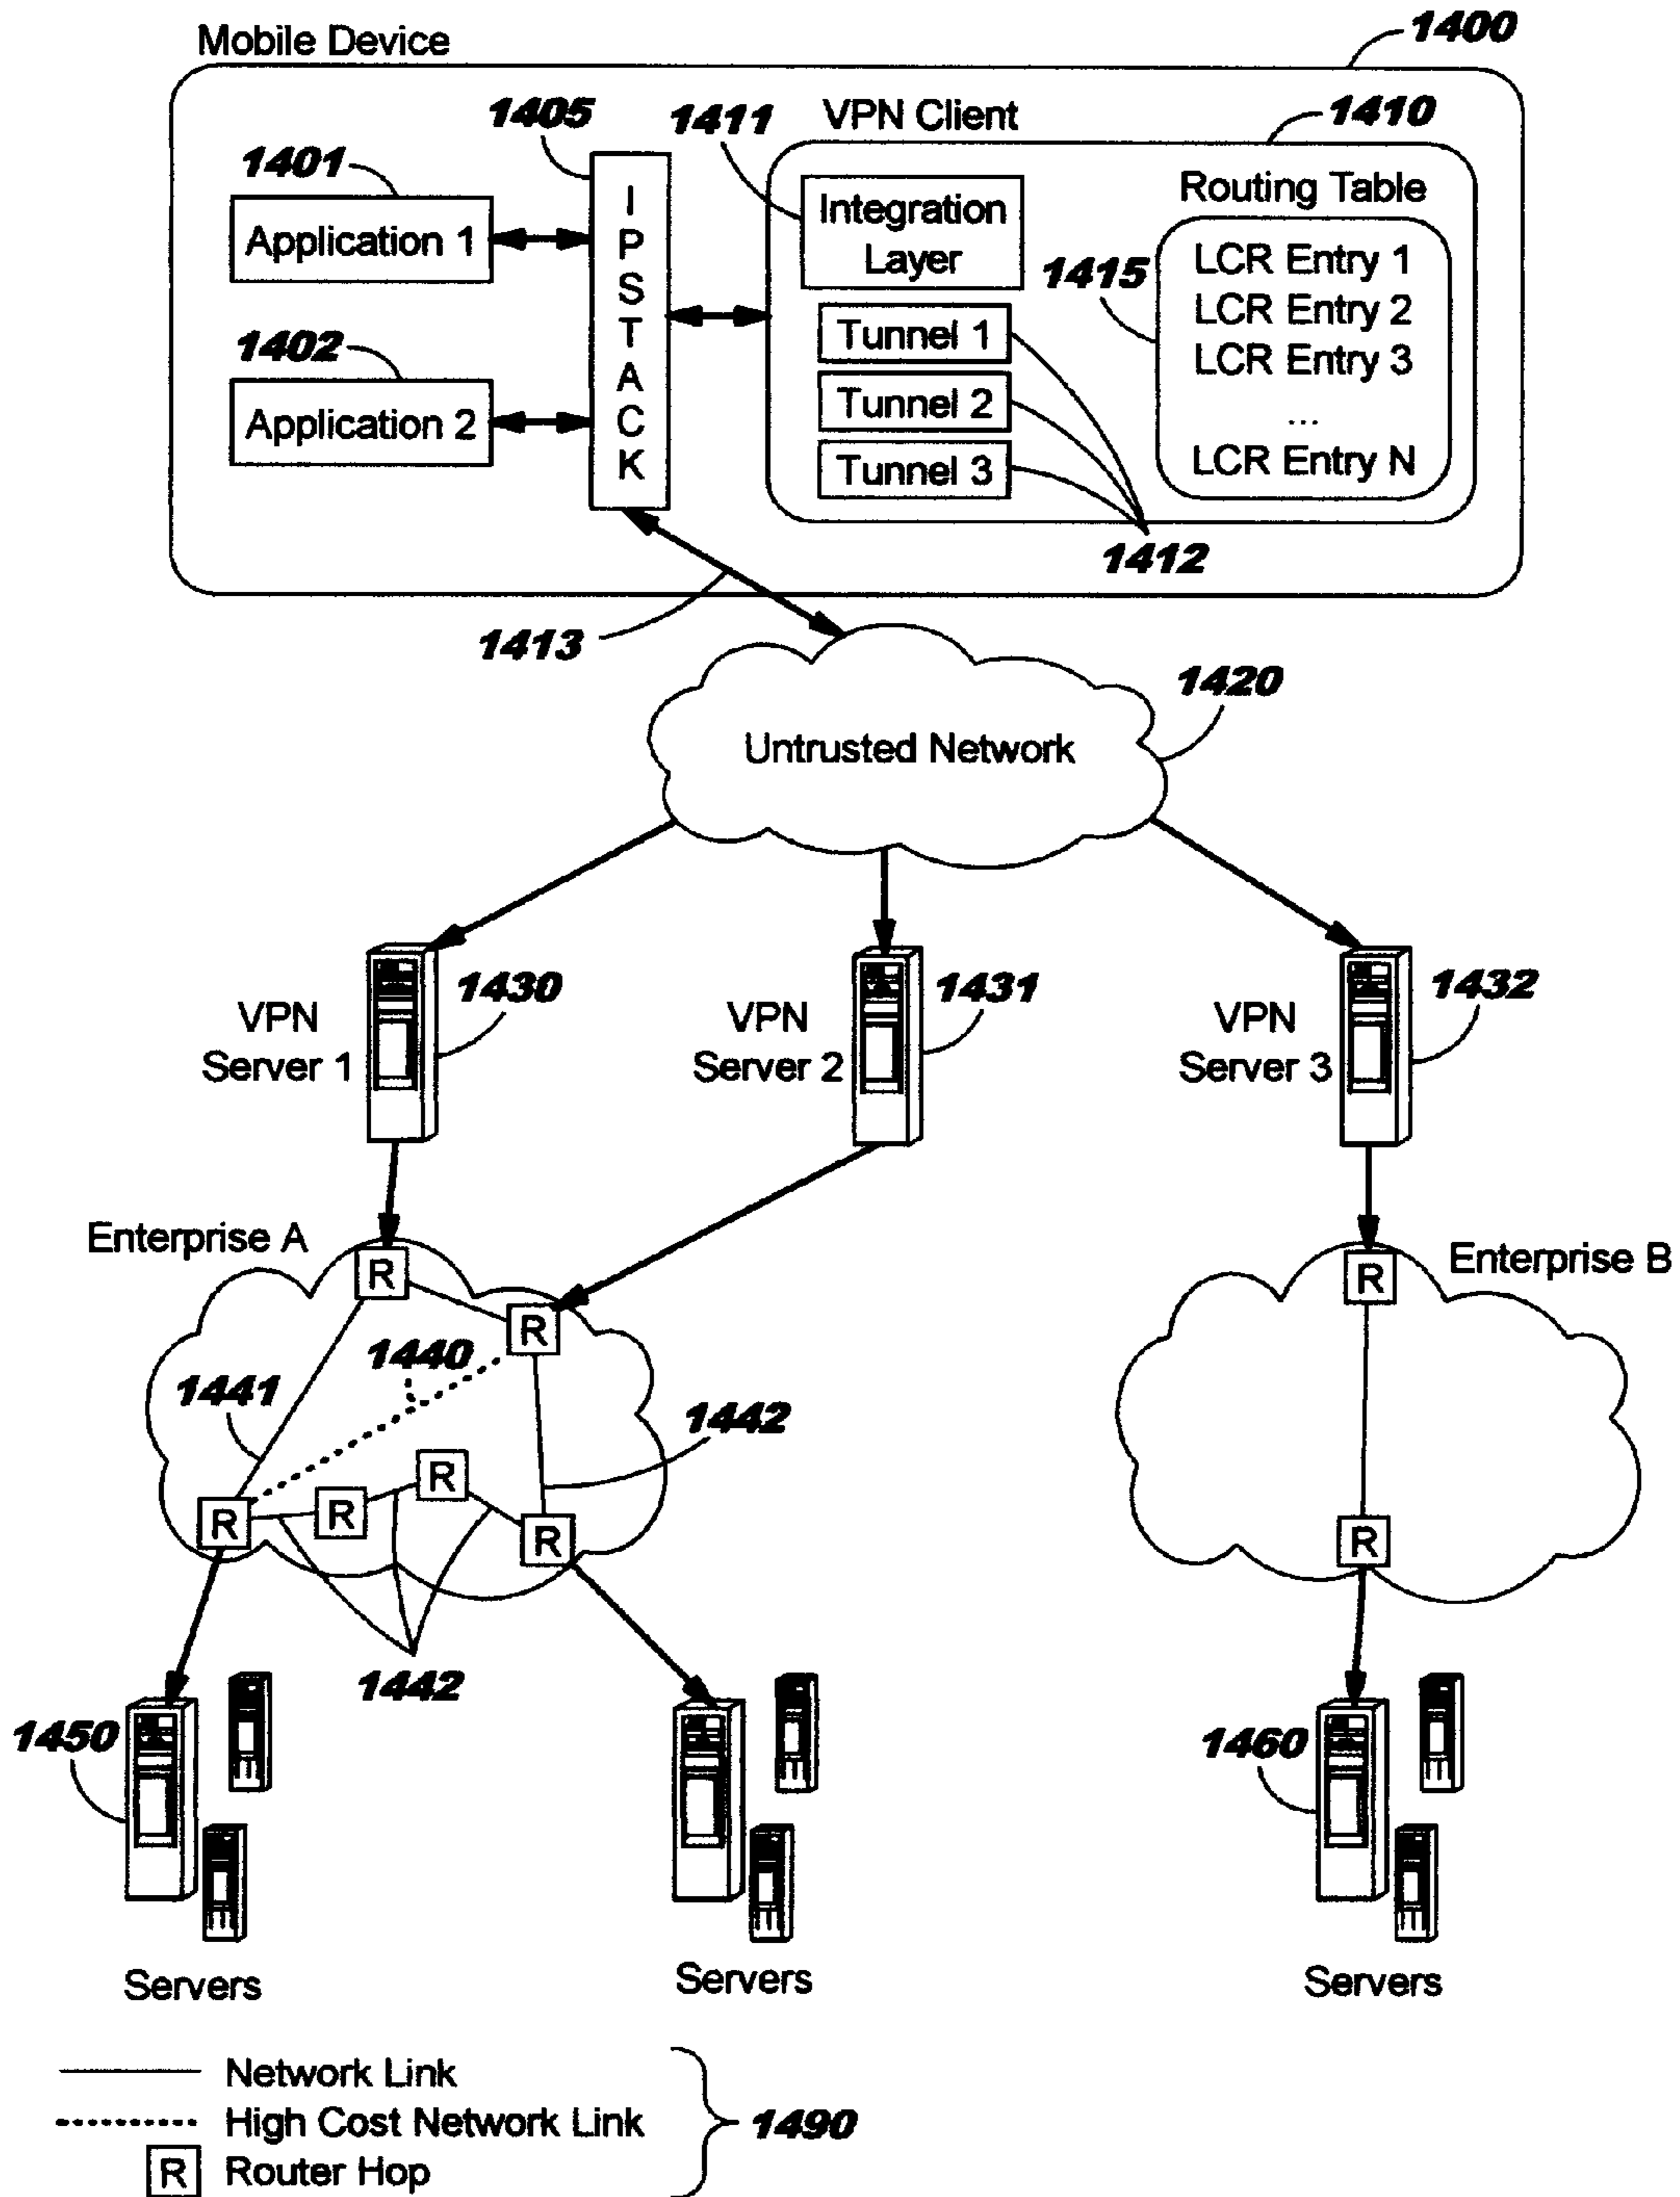 Mobile Device
1400
1405
1411
VPN Client
1410
1401
Application 1
I
P
S
T
A
C
K
Integration
Layer
Routing Table
1415
LCR Entry 1
LCR Entry 2
LCR Entry 3
...
LCR Entry N
1402
Application 2
Tunnel 1
Tunnel 2
Tunnel 3
1412
1413
1420
Untrusted Network
VPN
Server 1
1430
VPN
Server 2
1431
VPN
Server 3
1432
Enterprise A
Enterprise B
R
R
R
1440
1441
1442
R
R
R
R
R
1442
1450
1460
Servers
Servers
Servers
Network Link
High Cost Network Link
R Router Hop
1490